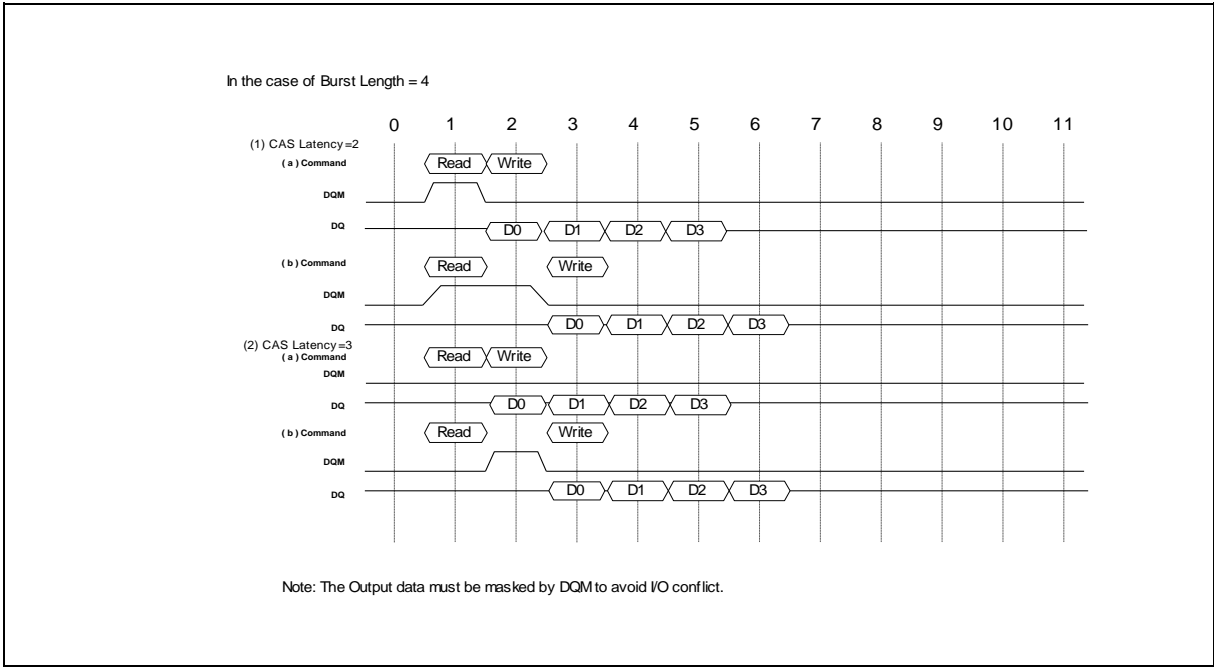 In the case of Burst Length = 4
0 1 2 3 4 5 6 7 8 9 10 11
(1) CAS Latency=2
( a ) Command Read Write
DQM
DQ D0 D1 D2 D3
( b ) Command Read Write
DQM
DQ D0 D1 D2 D3
(2) CAS Latency=3
( a ) Command Read Write
DQM
DQ D0 D1 D2 D3
( b ) Command Read Write
DQM
DQ D0 D1 D2 D3
Note: The Output data must be masked by DQM to avoid I/O conflict.